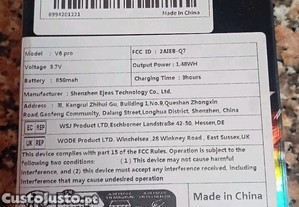 8994201221
Made in China
Model : V6 pro
FCC ID : 2AIEB-Q7
Voltage : 3.7V
Output Power : 1.48WH
Battery : 850mah
Charging Time : 3hours
Manufacturer : Shenzhen Ejeas Technology Co., Ltd.
M, Kangrui Zhihui Gu, Building 1,No.9,Queshan Zhongxin
Road,Gaofeng Community, Dalang Street,Longhua District, Shenzhen, China
EC REP WSJ Product LTD,Eschborner Landstraße 42-50, Hessen,DE
UK REP WODE Product LTD. Winchelsea ,28 Winkney Road , East Sussex,UK
This device complies with part 15 of the FCC Rules. Operation is subject to the
following two conditions: (1) This device may not cause harmful
interference, and (2) this device must accept any interference received, including
Interference that may cause undesired operation
Made in China
CustoJusto.pt